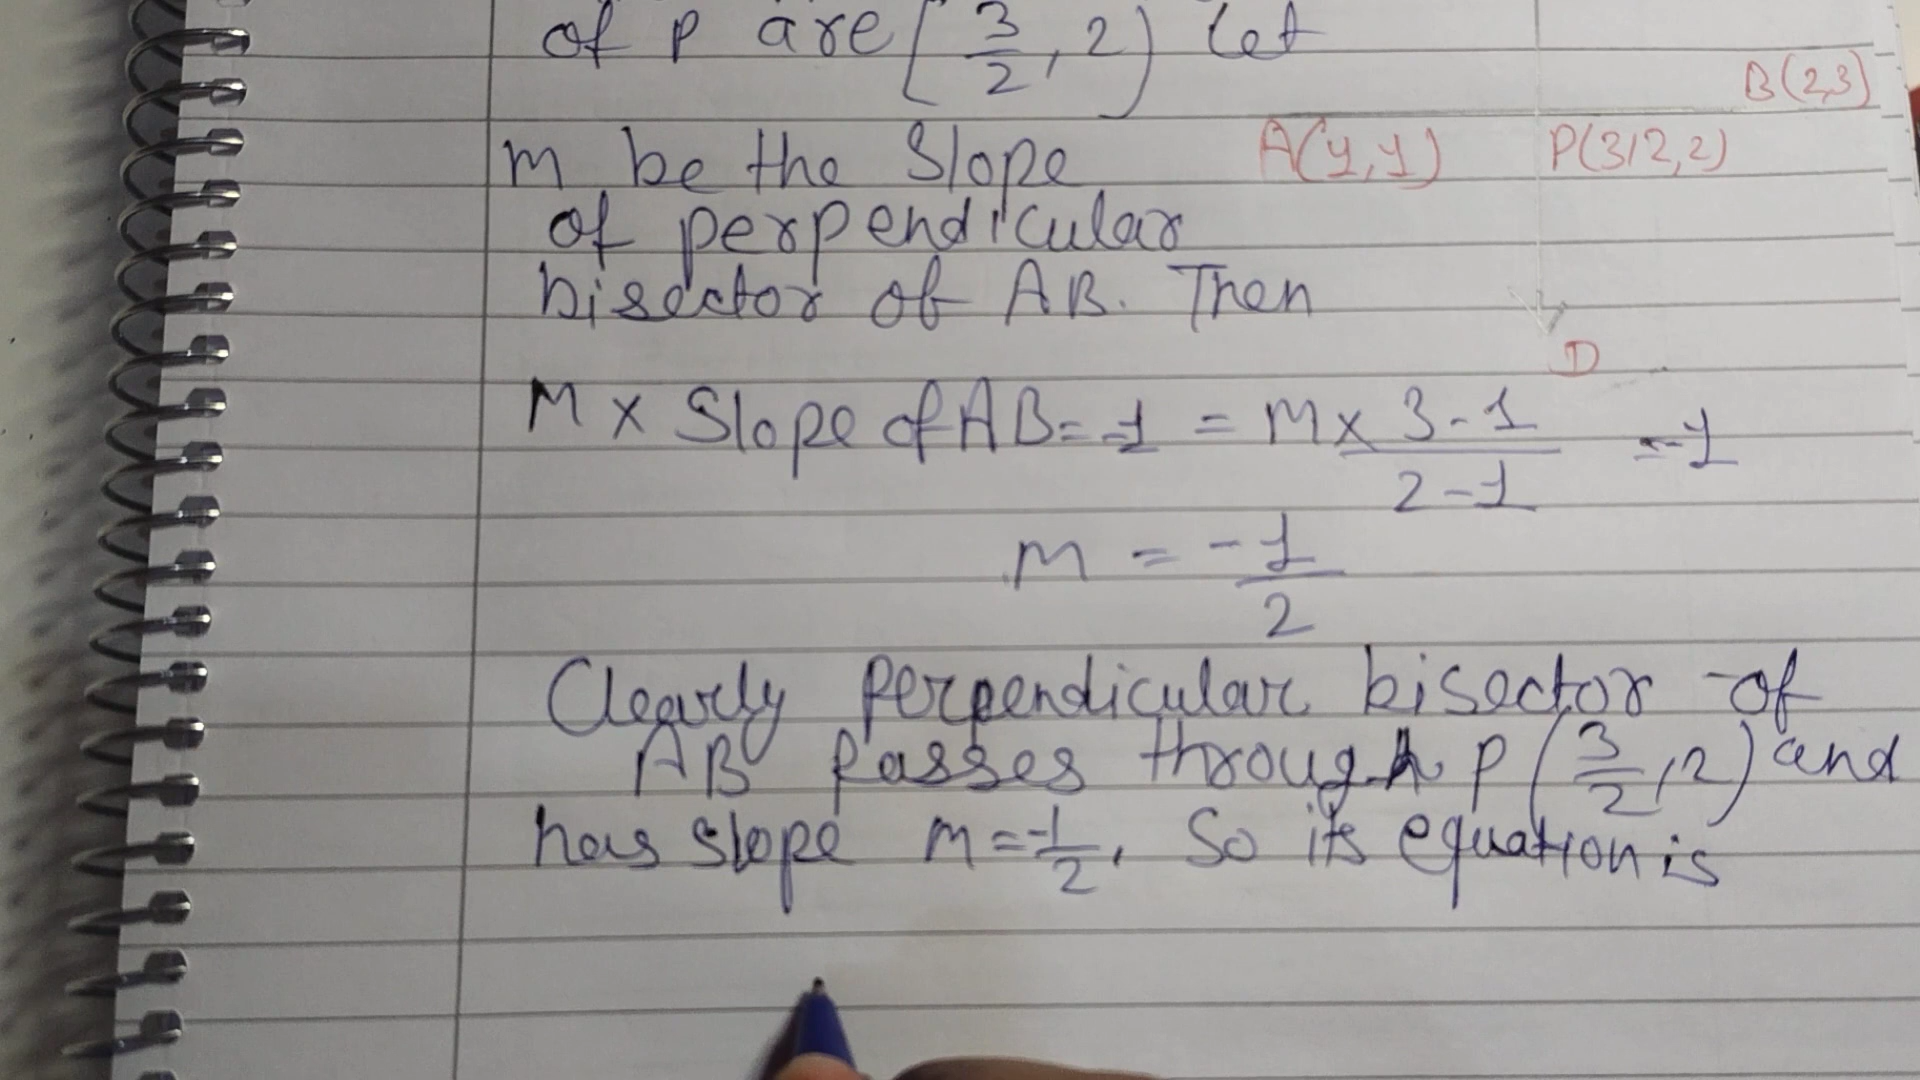 of P are [3/2, 2) let
B(2,3)
m be the Slope
A(1,1) P(3/2,2)
of perpendicular
bisector of AB. Then
D
M x Slope of AB = -1 = M x 3-1/2-1 = -1
m = -1/2
Clearly perpendicular bisector of
AB passes through P (3/2, 2) and
has slope m = -1/2, So its equation is